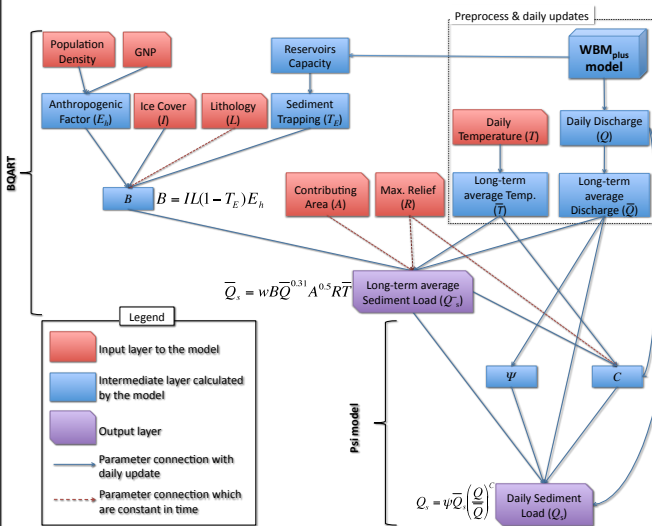 Preprocess & daily updates
Population
Density
GNP
Reservoirs
Capacity
WBMplus
model
Anthropogenic
Factor (Eh)
Ice Cover
(I)
Lithology
(L)
Sediment
Trapping (TE)
Daily
Temperature (T)
Daily Discharge
(Q)
BQART
B
B = IL(1−TE)Eh
Contributing
Area (A)
Max. Relief
(R)
Long-term
average Temp.
(T̅)
Long-term
average
Discharge (Q̅)
Q̅s = wBQ̅^0.31 A^0.5 RT̅
Long-term average
Sediment Load (Q‾s)
Legend
Input layer to the model
Intermediate layer calculated
by the model
Output layer
Parameter connection with
daily update
Parameter connection which
are constant in time
Psi model
Ψ
C
Qs = ψQ̅s(Q/Q̅)^C
Daily Sediment
Load (Qs)